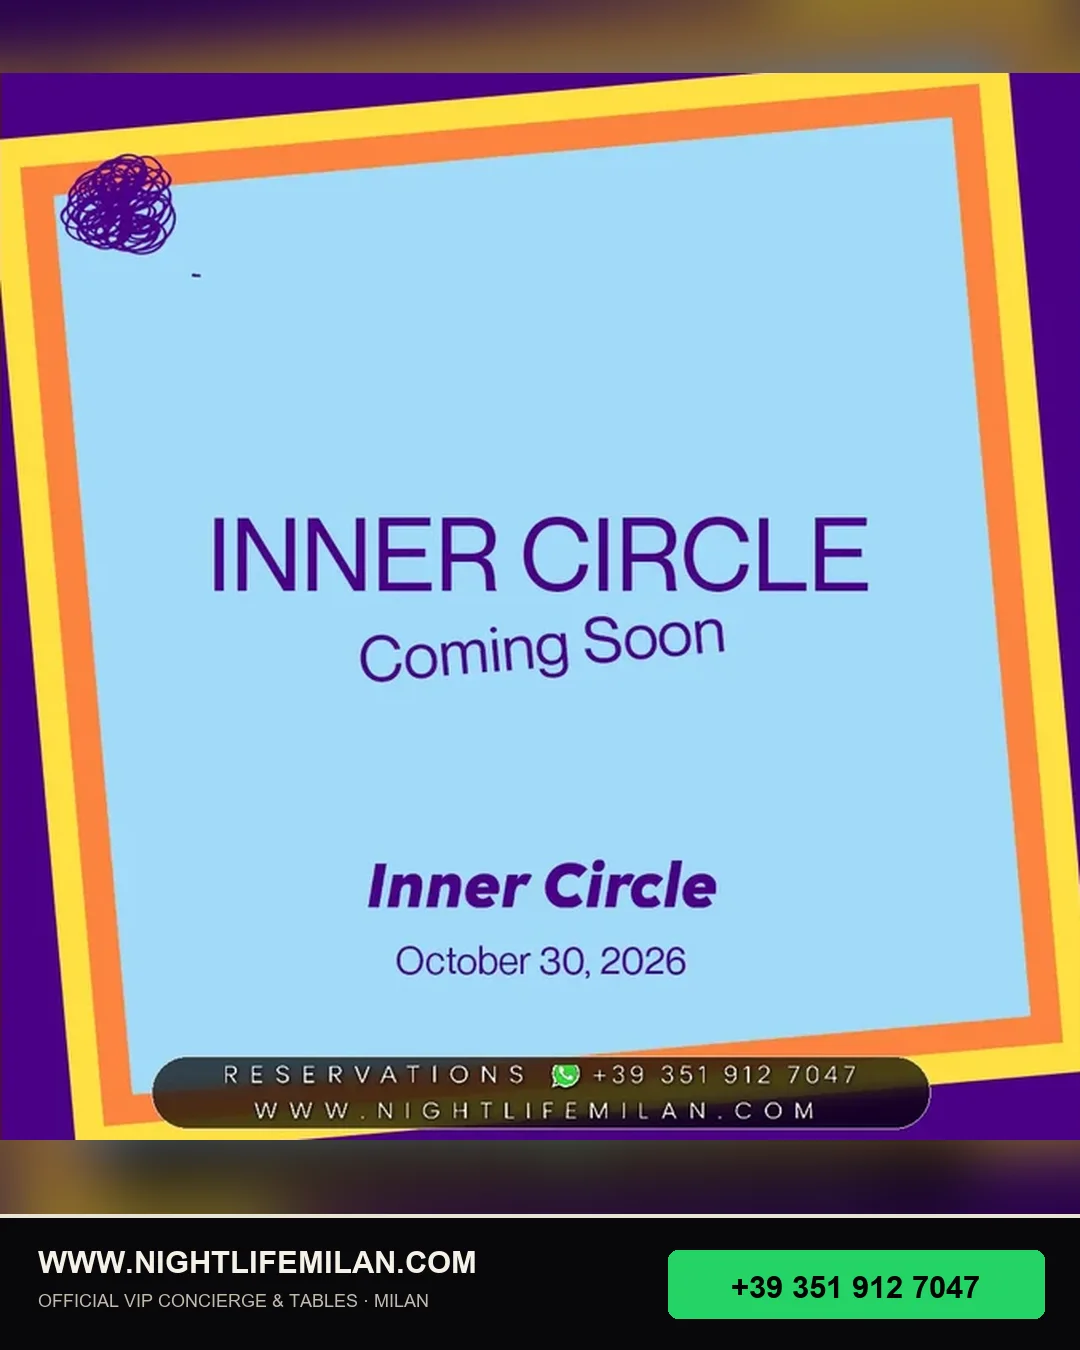 INNER CIRCLE
Coming Soon
Inner Circle
October 30, 2026
RESERVATIONS +39 351 912 7047
WWW.NIGHTLIFEMILAN.COM
WWW.NIGHTLIFEMILAN.COM
OFFICIAL VIP CONCIERGE & TABLES · MILAN
+39 351 912 7047